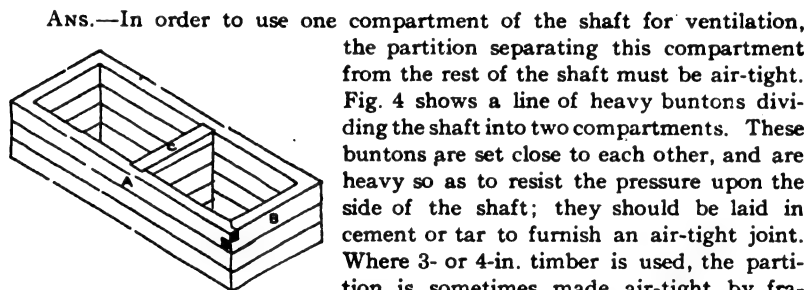 ANS.—In order to use one compartment of the shaft for ventilation,
the partition separating this compartment
from the rest of the shaft must be air-tight.
Fig. 4 shows a line of heavy buntons divi-
ding the shaft into two compartments. These
buntons are set close to each other, and are
heavy so as to resist the pressure upon the
side of the shaft; they should be laid in
cement or tar to furnish an air-tight joint.
Where 3- or 4-in. timber is used, the parti-
tion is sometimes made air-tight by fra-
C
A
B